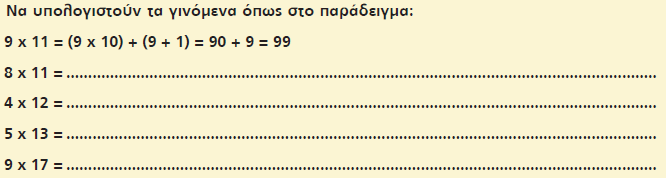 Να υπολογιστούν τα γινόμενα όπως στο παράδειγμα:
9 x 11 = (9 x 10) + (9 + 1) = 90 + 9 = 99
8 x 11 = ....................................................................................................
4 x 12 = ....................................................................................................
5 x 13 = ....................................................................................................
9 x 17 = ....................................................................................................